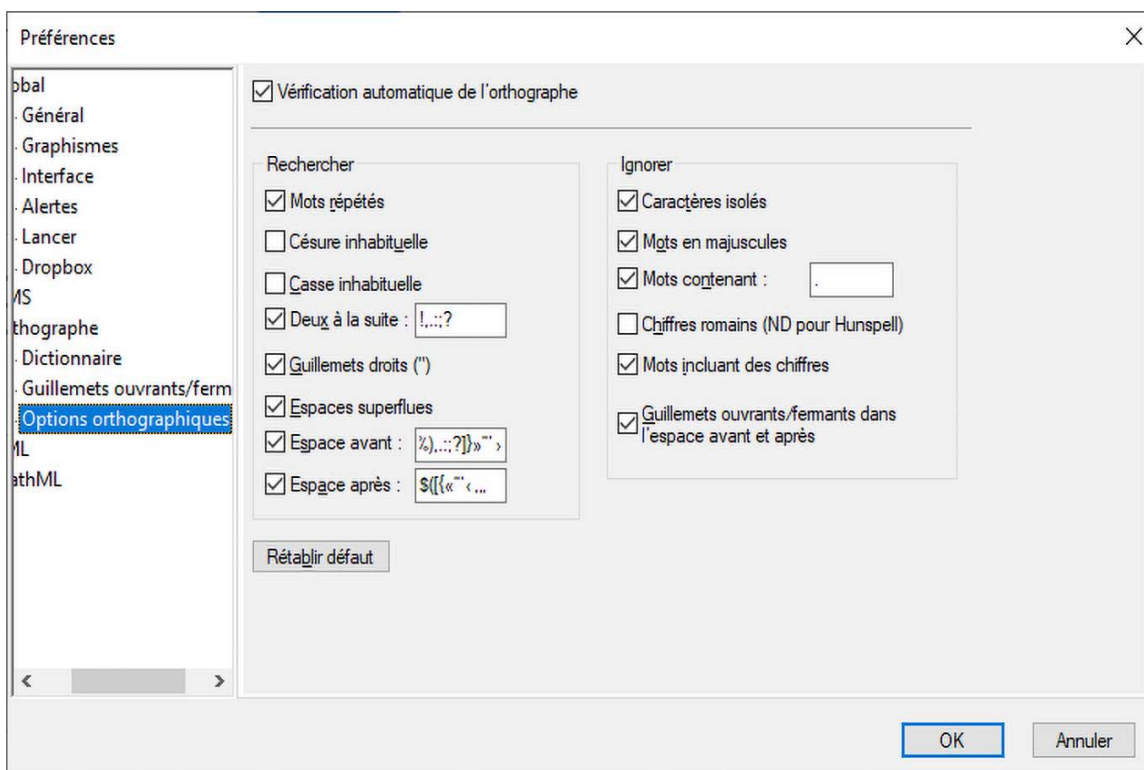 Préférences
obal
Général
Graphismes
Interface
Alertes
Lancer
Dropbox
MS
thographe
Dictionnaire
Guillemets ouvrants/ferm
Options orthographiques
ML
athML
Vérification automatique de l'orthographe
Rechercher
Mots répétés
Césure inhabituelle
Casse inhabituelle
Deux à la suite : !,.:;?
Guillemets droits (")
Espaces superflues
Espace avant : %),.:;?]}»”’›
Espace après : $([{«“‘‹„‚
Rétablir défaut
Ignorer
Caractères isolés
Mots en majuscules
Mots contenant : .
Chiffres romains (ND pour Hunspell)
Mots incluant des chiffres
Guillemets ouvrants/fermants dans
l'espace avant et après
OK
Annuler